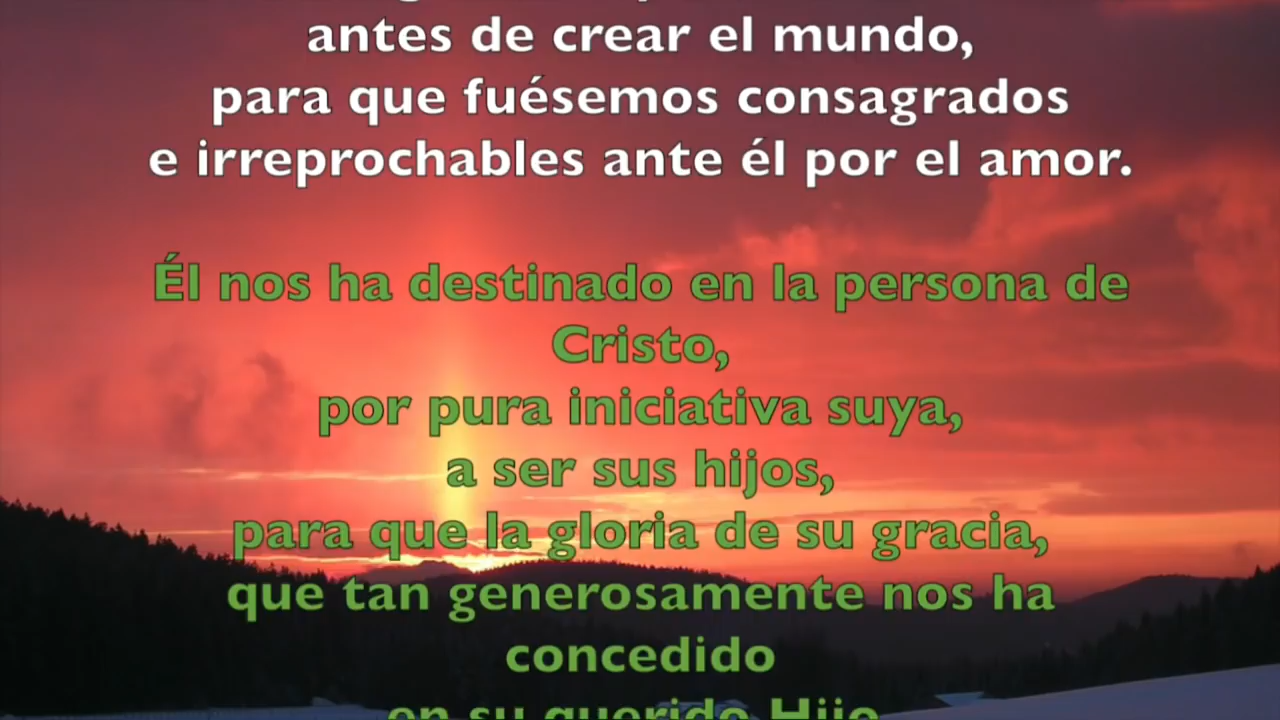 antes de crear el mundo,
para que fuésemos consagrados
e irreprochables ante él por el amor.
Él nos ha destinado en la persona de
Cristo,
por pura iniciativa suya,
a ser sus hijos,
para que la gloria de su gracia,
que tan generosamente nos ha
concedido
en su querido Hijo